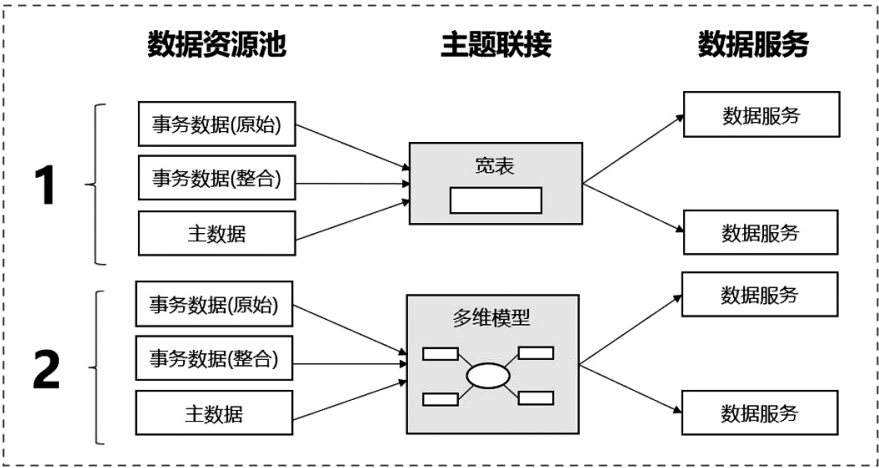 数据资源池
主题联接
数据服务
1
事务数据(原始)
事务数据(整合)
主数据
宽表
数据服务
数据服务
2
事务数据(原始)
事务数据(整合)
主数据
多维模型
数据服务
数据服务